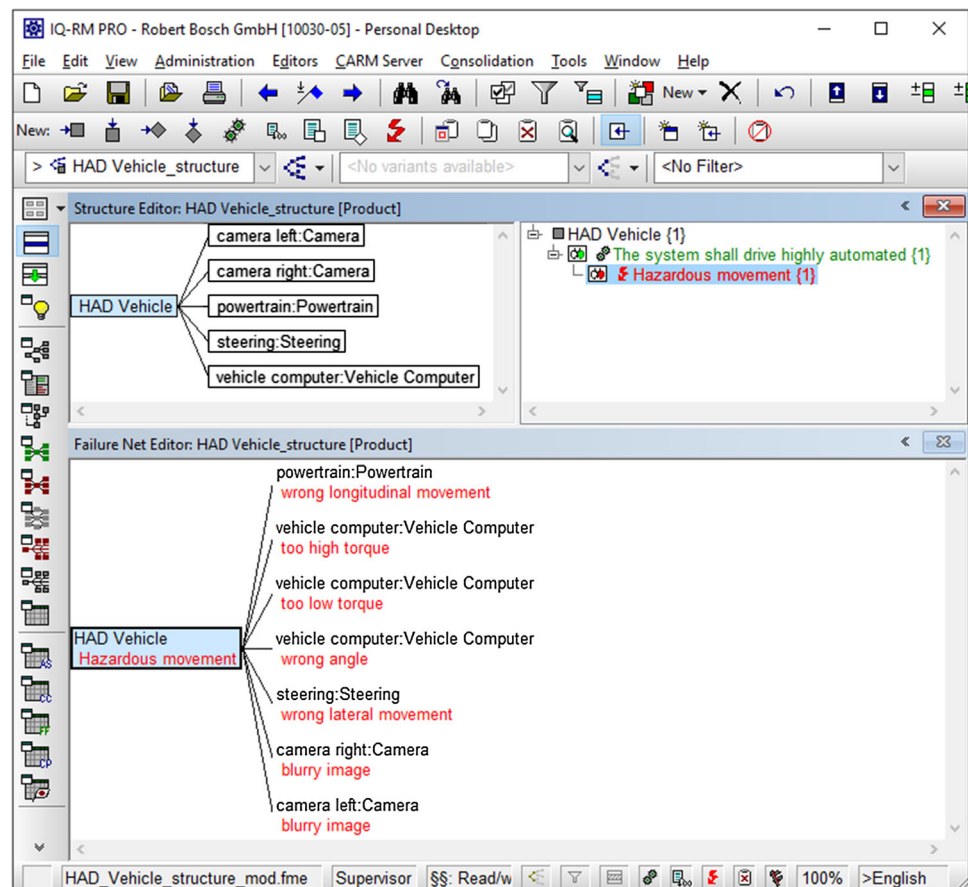 IQ-RM PRO - Robert Bosch GmbH [10030-05] - Personal Desktop
File Edit View Administration Editors CARM Server Consolidation Tools Window Help
New
New:
> HAD Vehicle_structure <No variants available> <No Filter>
Structure Editor: HAD Vehicle_structure [Product]
camera left:Camera
camera right:Camera
HAD Vehicle
powertrain:Powertrain
steering:Steering
vehicle computer:Vehicle Computer
HAD Vehicle {1}
The system shall drive highly automated {1}
Hazardous movement {1}
Failure Net Editor: HAD Vehicle_structure [Product]
powertrain:Powertrain
wrong longitudinal movement
vehicle computer:Vehicle Computer
too high torque
vehicle computer:Vehicle Computer
too low torque
HAD Vehicle
Hazardous movement
vehicle computer:Vehicle Computer
wrong angle
steering:Steering
wrong lateral movement
camera right:Camera
blurry image
camera left:Camera
blurry image
AS
CC
FF
CP
HAD_Vehicle_structure_mod.fme Supervisor §§: Read/w 100% >English